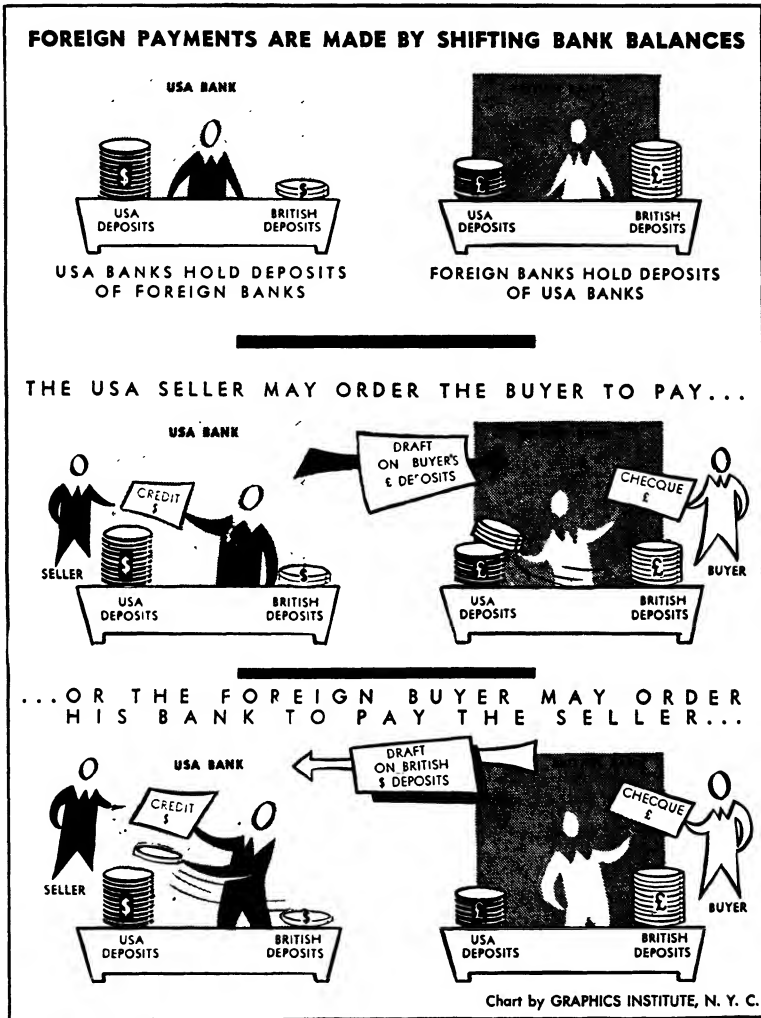 FOREIGN PAYMENTS ARE MADE BY SHIFTING BANK BALANCES
USA BANK
$
$
USA
DEPOSITS
BRITISH
DEPOSITS
£
£
USA
DEPOSITS
BRITISH
DEPOSITS
USA BANKS HOLD DEPOSITS
OF FOREIGN BANKS
FOREIGN BANKS HOLD DEPOSITS
OF USA BANKS
THE USA SELLER MAY ORDER THE BUYER TO PAY...
USA BANK
DRAFT
ON BUYER'S
£ DEPOSITS
CREDIT
$
CHECQUE
£
SELLER
$
$
£
£
BUYER
USA
DEPOSITS
BRITISH
DEPOSITS
USA
DEPOSITS
BRITISH
DEPOSITS
...OR THE FOREIGN BUYER MAY ORDER
HIS BANK TO PAY THE SELLER...
USA BANK
DRAFT
ON BRITISH
$ DEPOSITS
CREDIT
$
CHECQUE
£
SELLER
$
$
£
£
BUYER
USA
DEPOSITS
BRITISH
DEPOSITS
USA
DEPOSITS
BRITISH
DEPOSITS
Chart by GRAPHICS INSTITUTE, N. Y. C.